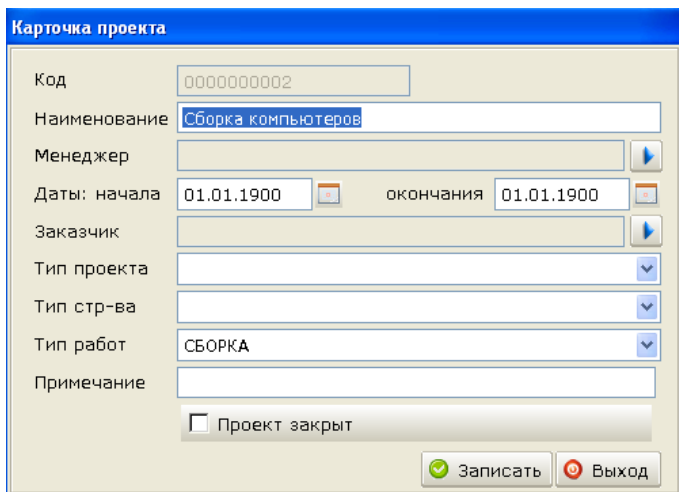 Карточка проекта
Код 0000000002
Наименование Сборка компьютеров
Менеджер
Даты: начала 01.01.1900 окончания 01.01.1900
Заказчик
Тип проекта
Тип стр-ва
Тип работ СБОРКА
Примечание
Проект закрыт
Записать Выход